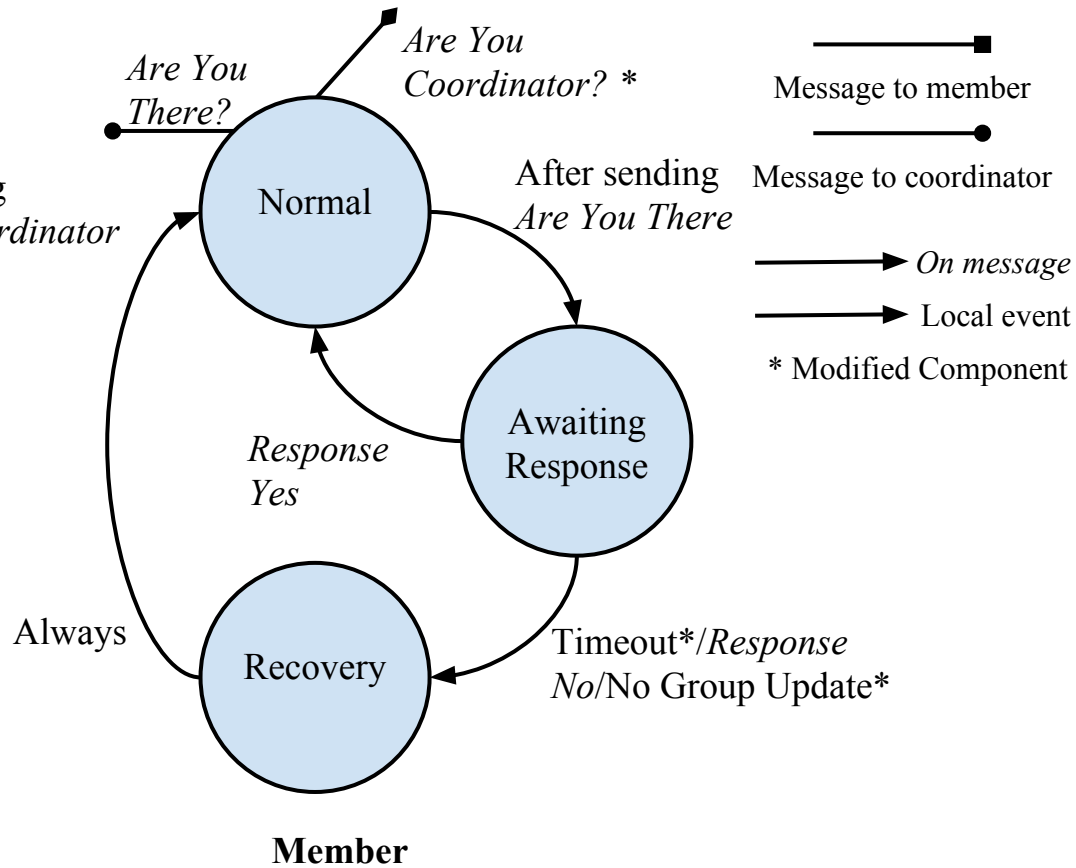 Are You
Coordinator? *
Are You
There?
Message to member
Message to coordinator
Normal
After sending
Are You There
On message
Local event
* Modified Component
Awaiting
Response
Response
Yes
Always
Recovery
Timeout*/Response
No/No Group Update*
Member